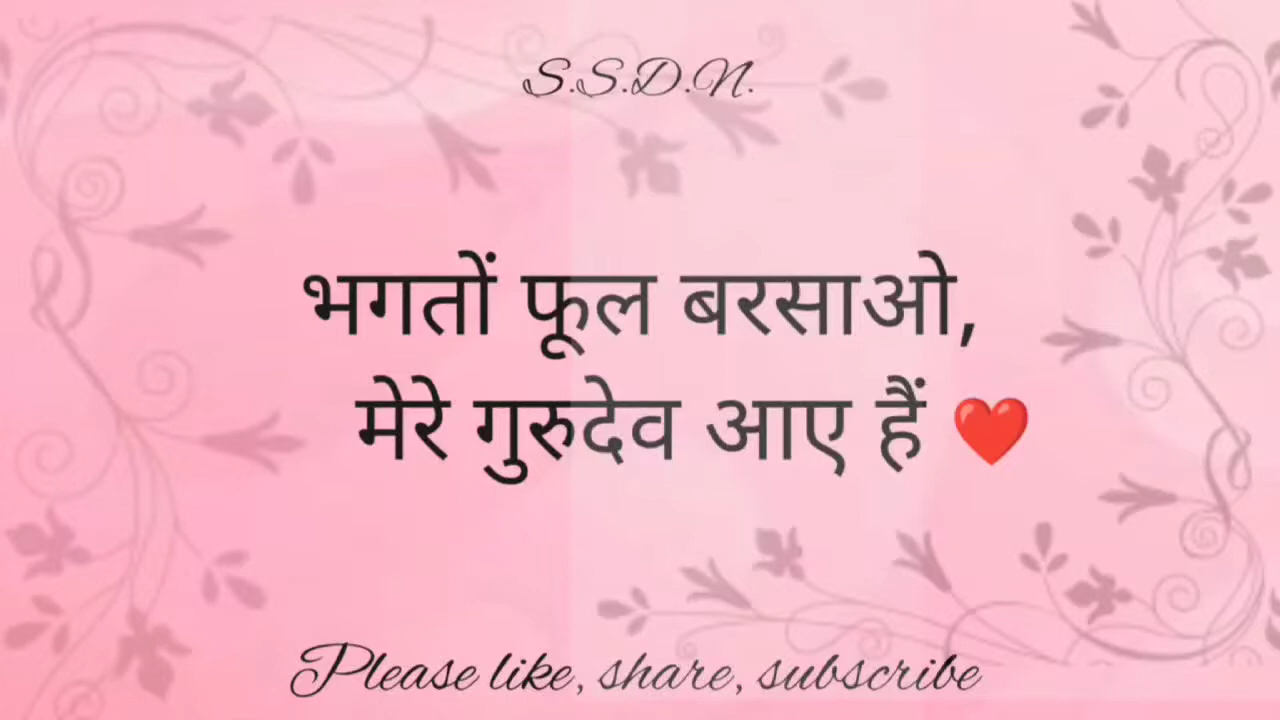 S.S.D.N.
भगतों फूल बरसाओ,
मेरे गुरुदेव आए हैं ❤️
Please like, share, subscribe